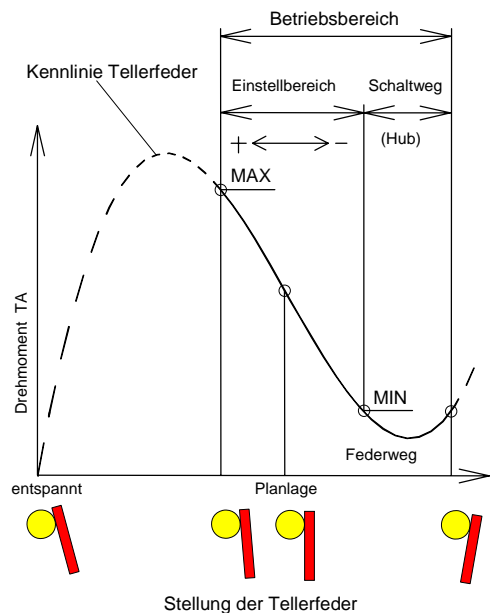 Betriebsbereich
Kennlinie Tellerfeder
Einstellbereich
Schaltweg
+ -
(Hub)
MAX
Drehmoment TA
MIN
Federweg
entspannt
Planlage
Stellung der Tellerfeder